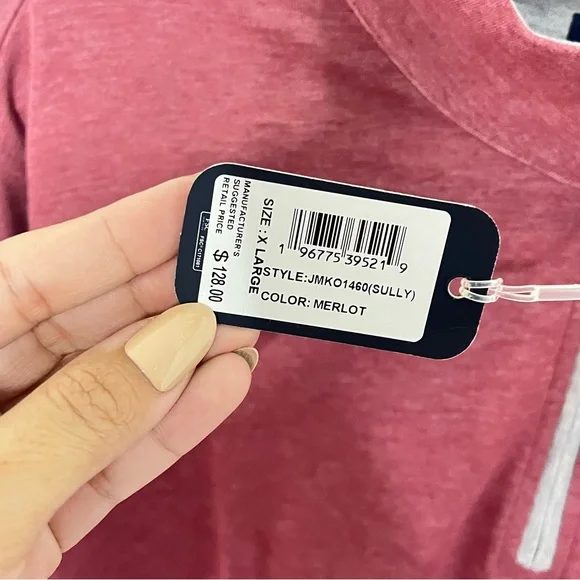 SIZE : X LARGE
1 96775 39521 9
STYLE:JMKO1460(SULLY)
COLOR: MERLOT
MANUFACTURER'S
SUGGESTED
RETAIL PRICE
$ 128.00